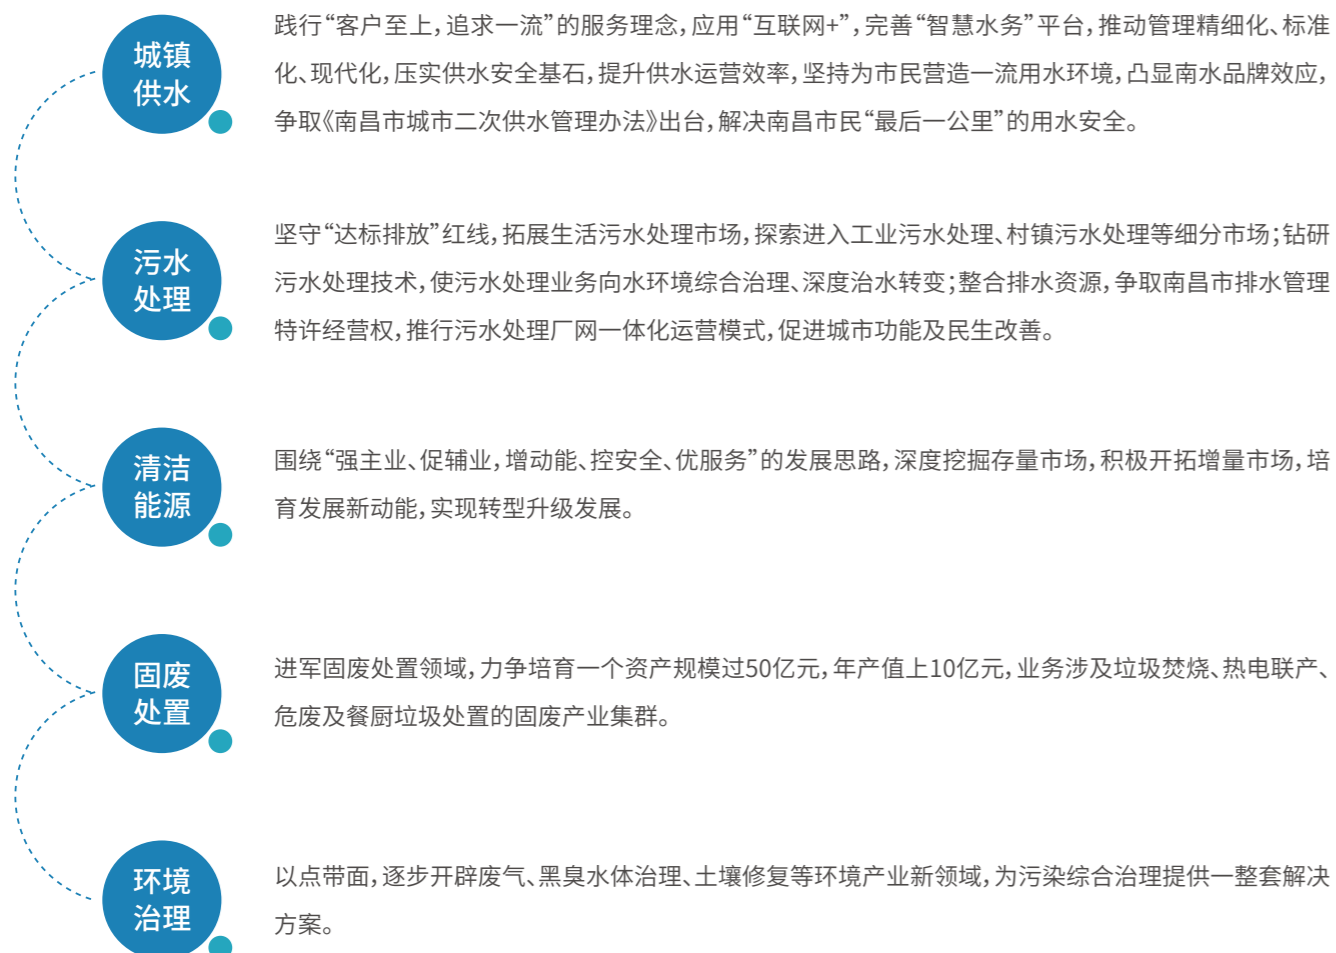 城镇
供水
践行“客户至上，追求一流”的服务理念，应用“互联网+”，完善“智慧水务”平台，推动管理精细化、标准
化、现代化，压实供水安全基石，提升供水运营效率，坚持为市民营造一流用水环境，凸显南水品牌效应，
争取《南昌市城市二次供水管理办法》出台，解决南昌市民“最后一公里”的用水安全。
污水
处理
坚守“达标排放”红线，拓展生活污水处理市场，探索进入工业污水处理、村镇污水处理等细分市场；钻研
污水处理技术，使污水处理业务向水环境综合治理、深度治水转变；整合排水资源，争取南昌市排水管理
特许经营权，推行污水处理厂网一体化运营模式，促进城市功能及民生改善。
清洁
能源
围绕“强主业、促辅业，增动能、控安全、优服务”的发展思路，深度挖掘存量市场，积极开拓增量市场，培
育发展新动能，实现转型升级发展。
固废
处置
进军固废处置领域，力争培育一个资产规模过50亿元，年产值上10亿元，业务涉及垃圾焚烧、热电联产、
危废及餐厨垃圾处置的固废产业集群。
环境
治理
以点带面，逐步开辟废气、黑臭水体治理、土壤修复等环境产业新领域，为污染综合治理提供一整套解决
方案。